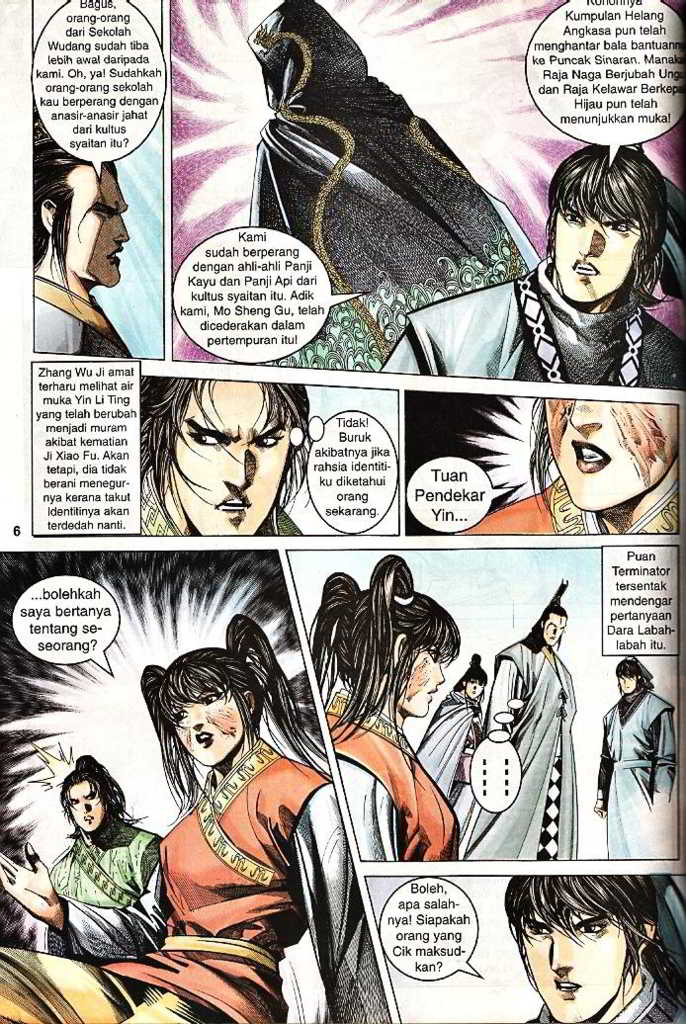 Bagus,
orang-orang
dari Sekolah
Wudang sudah tiba
lebih awal daripada
kami. Oh, ya! Sudahkah
orang-orang sekolah
kau berperang dengan
anasir-anasir jahat
dari kultus
syaitan itu?
Kononnya
Kumpulan Helang
Angkasa pun telah
menghantar bala bantuann
ke Puncak Sinaran. Manaka
Raja Naga Berjubah Ungu
dan Raja Kelawar Berkepa
Hijau pun telah
menunjukkan muka!
Kami
sudah berperang
dengan ahli-ahli Panji
Kayu dan Panji Api dari
kultus syaitan itu. Adik
kami, Mo Sheng Gu, telah
dicederakan dalam
pertempuran itu!
Zhang Wu Ji amat
terharu melihat air
muka Yin Li Ting
yang telah berubah
menjadi muram
akibat kematian
Ji Xiao Fu. Akan
tetapi, dia tidak
berani menegur-
nya kerana takut
Identitinya akan
terdedah nanti.
Tidak!
Buruk
akibatnya jika
rahsia identiti-
ku diketahui
orang
sekarang.
Tuan
Pendekar
Yin...
6
...bolehkah
saya bertanya
tentang se-
seorang?
Puan
Terminator
tersentak
mendengar
pertanyaan
Dara Labah-
labah itu.
Boleh,
apa salah-
nya! Siapakah
orang yang
Cik maksud-
kan?